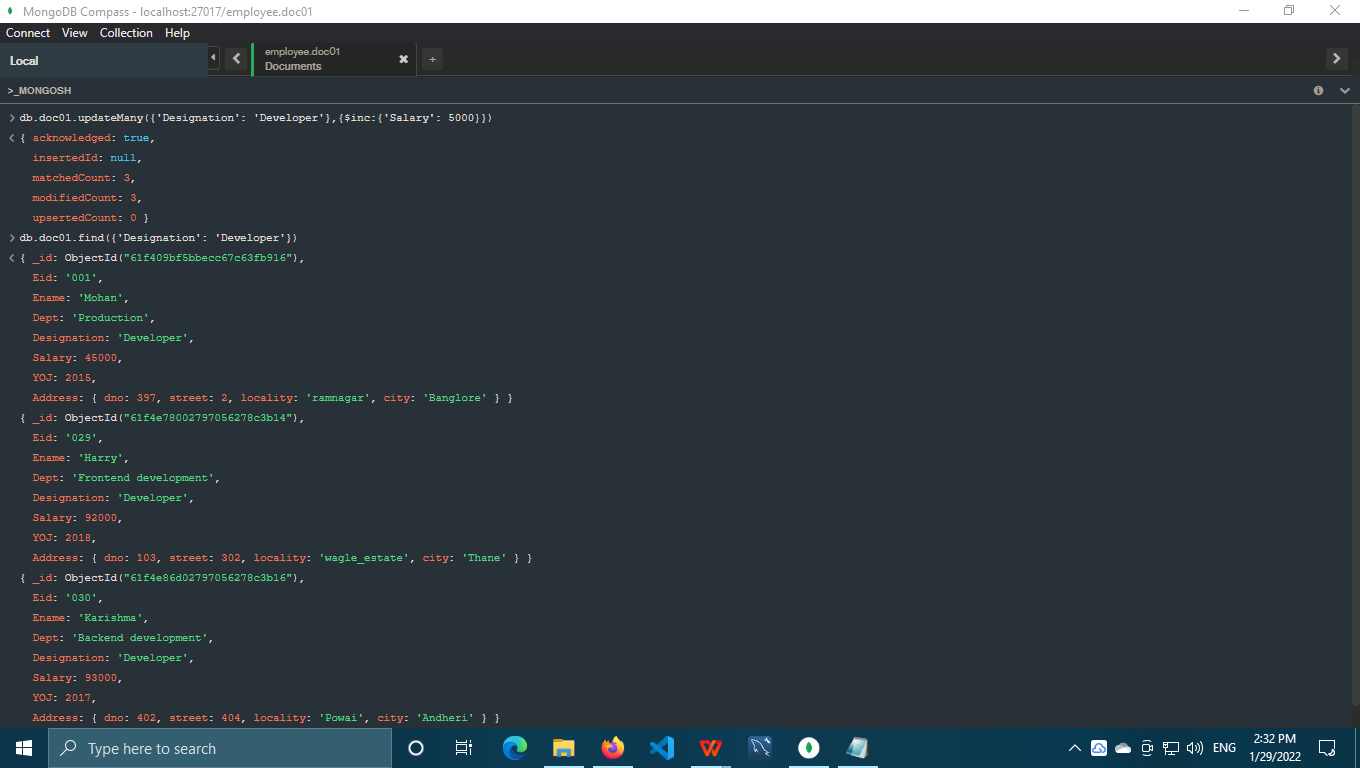 MongoDB Compass - localhost:27017/employee.doc01
Connect View Collection Help
Local
employee.doc01
Documents
>_MONGOSH
> db.doc01.updateMany({'Designation': 'Developer'},{$inc:{'Salary': 5000}})
< { acknowledged: true,
insertedId: null,
matchedCount: 3,
modifiedCount: 3,
upsertedCount: 0 }
> db.doc01.find({'Designation': 'Developer'})
< { _id: ObjectId("61f409bf5bbecc67c63fb916"),
Eid: '001',
Ename: 'Mohan',
Dept: 'Production',
Designation: 'Developer',
Salary: 45000,
YOJ: 2015,
Address: { dno: 397, street: 2, locality: 'ramnagar', city: 'Banglore' } }
{ _id: ObjectId("61f4e78002797056278c3b14"),
Eid: '029',
Ename: 'Harry',
Dept: 'Frontend development',
Designation: 'Developer',
Salary: 92000,
YOJ: 2018,
Address: { dno: 103, street: 302, locality: 'wagle_estate', city: 'Thane' } }
{ _id: ObjectId("61f4e86d02797056278c3b16"),
Eid: '030',
Ename: 'Karishma',
Dept: 'Backend development',
Designation: 'Developer',
Salary: 93000,
YOJ: 2017,
Address: { dno: 402, street: 404, locality: 'Powai', city: 'Andheri' } }
Type here to search
ENG
2:32 PM
1/29/2022